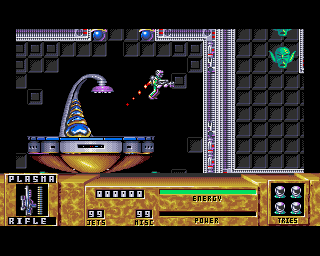 PLASMA
000000
ENERGY
99 99
POWER
RIFLE JETS MISC TRIES